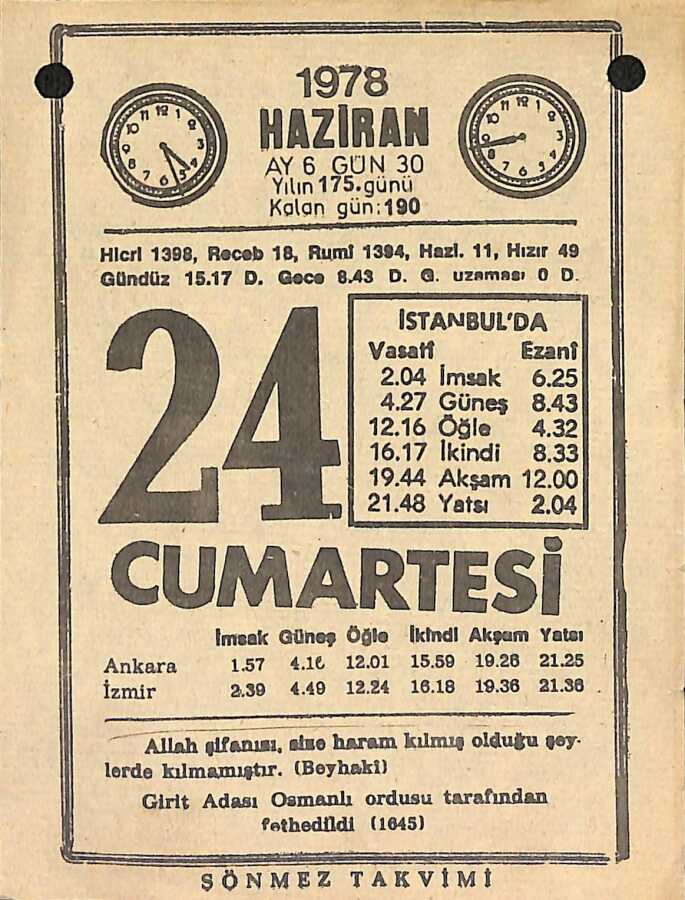 1978
HAZİRAN
AY 6 GÜN 30
Yılın 175. günü
Kalan gün: 190
Hicri 1398, Receb 18, Rumî 1394, Hazi. 11, Hızır 49
Gündüz 15.17 D. Gece 8.43 D. G. uzaması 0 D.
24
İSTANBUL'DA
Vasatî Ezanî
2.04 İmsak 6.25
4.27 Güneş 8.43
12.16 Öğle 4.32
16.17 İkindi 8.33
19.44 Akşam 12.00
21.48 Yatsı 2.04
CUMARTESİ
İmsak Güneş Öğle İkindi Akşam Yatsı
Ankara 1.57 4.16 12.01 15.59 19.26 21.25
İzmir 2.39 4.49 12.24 16.18 19.36 21.36
Allah şifanızı, size haram kılmış olduğu şey-
lerde kılmamıştır. (Beyhakî)
Girit Adası Osmanlı ordusu tarafından
fethedildi (1645)
SÖNMEZ TAKVİMİ